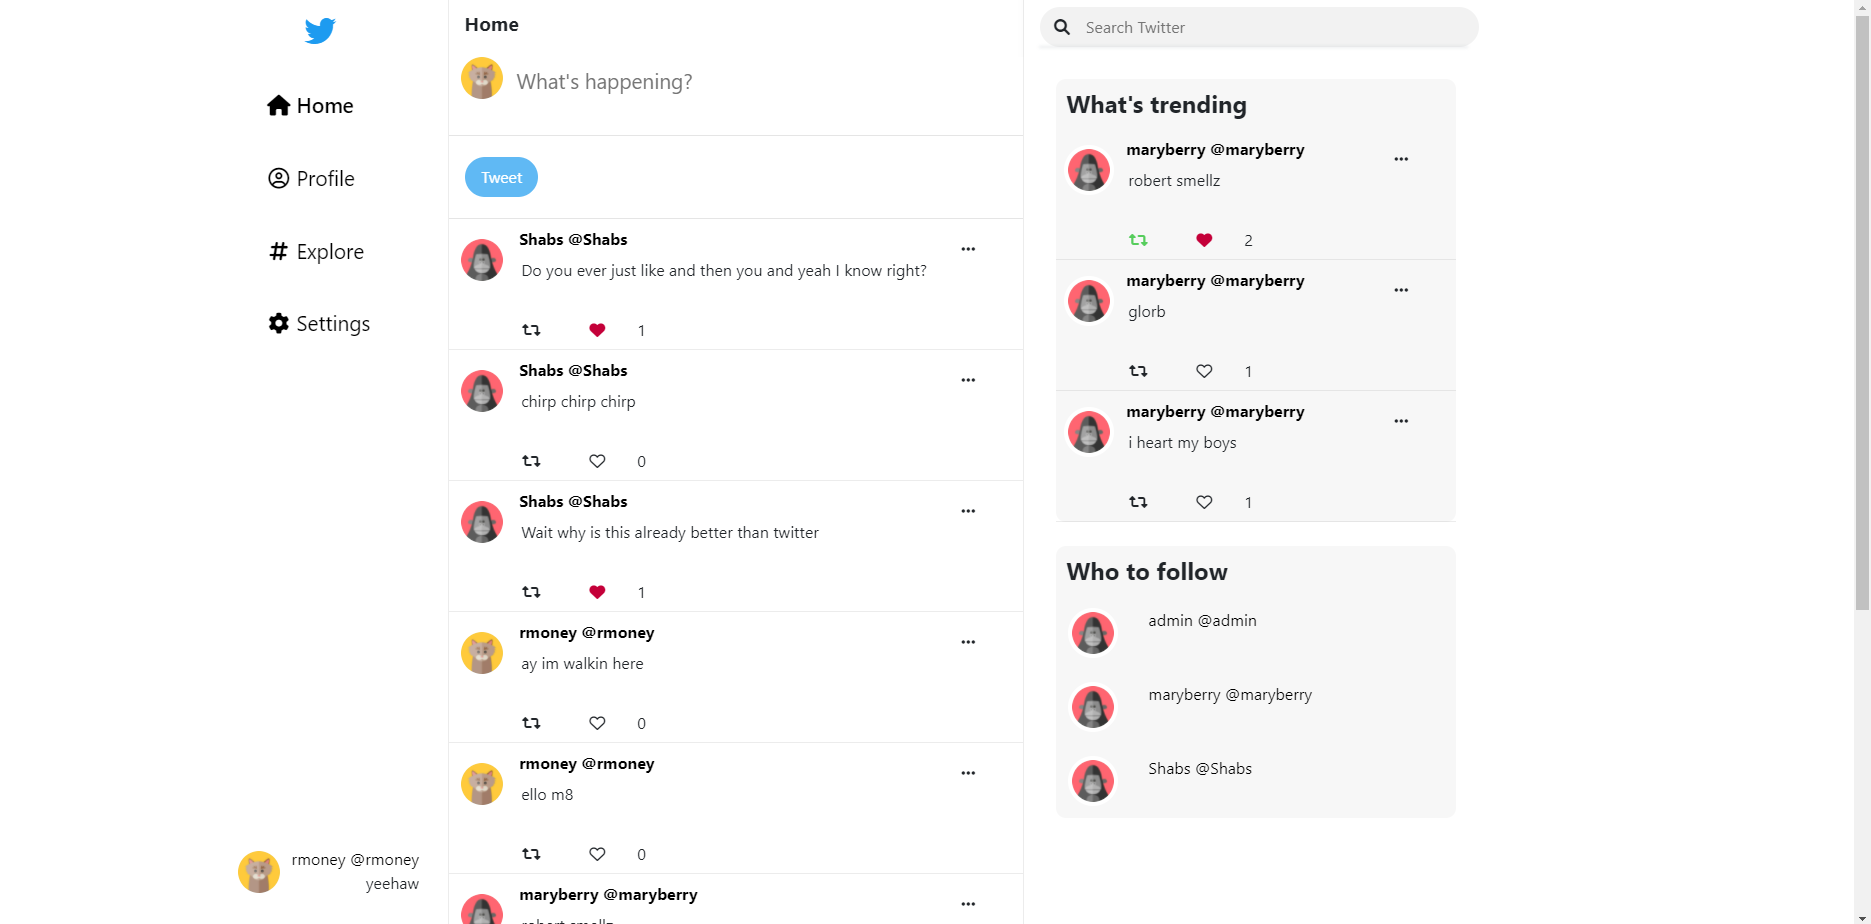 Home
Profile
Explore
Settings
rmoney @rmoney
yeehaw
Home
What's happening?
Tweet
Shabs @Shabs
Do you ever just like and then you and yeah I know right?
1
Shabs @Shabs
chirp chirp chirp
0
Shabs @Shabs
Wait why is this already better than twitter
1
rmoney @rmoney
ay im walkin here
0
rmoney @rmoney
ello m8
0
maryberry @maryberry
robert smellz
Search Twitter
What's trending
maryberry @maryberry
robert smellz
2
maryberry @maryberry
glorb
1
maryberry @maryberry
i heart my boys
1
Who to follow
admin @admin
maryberry @maryberry
Shabs @Shabs